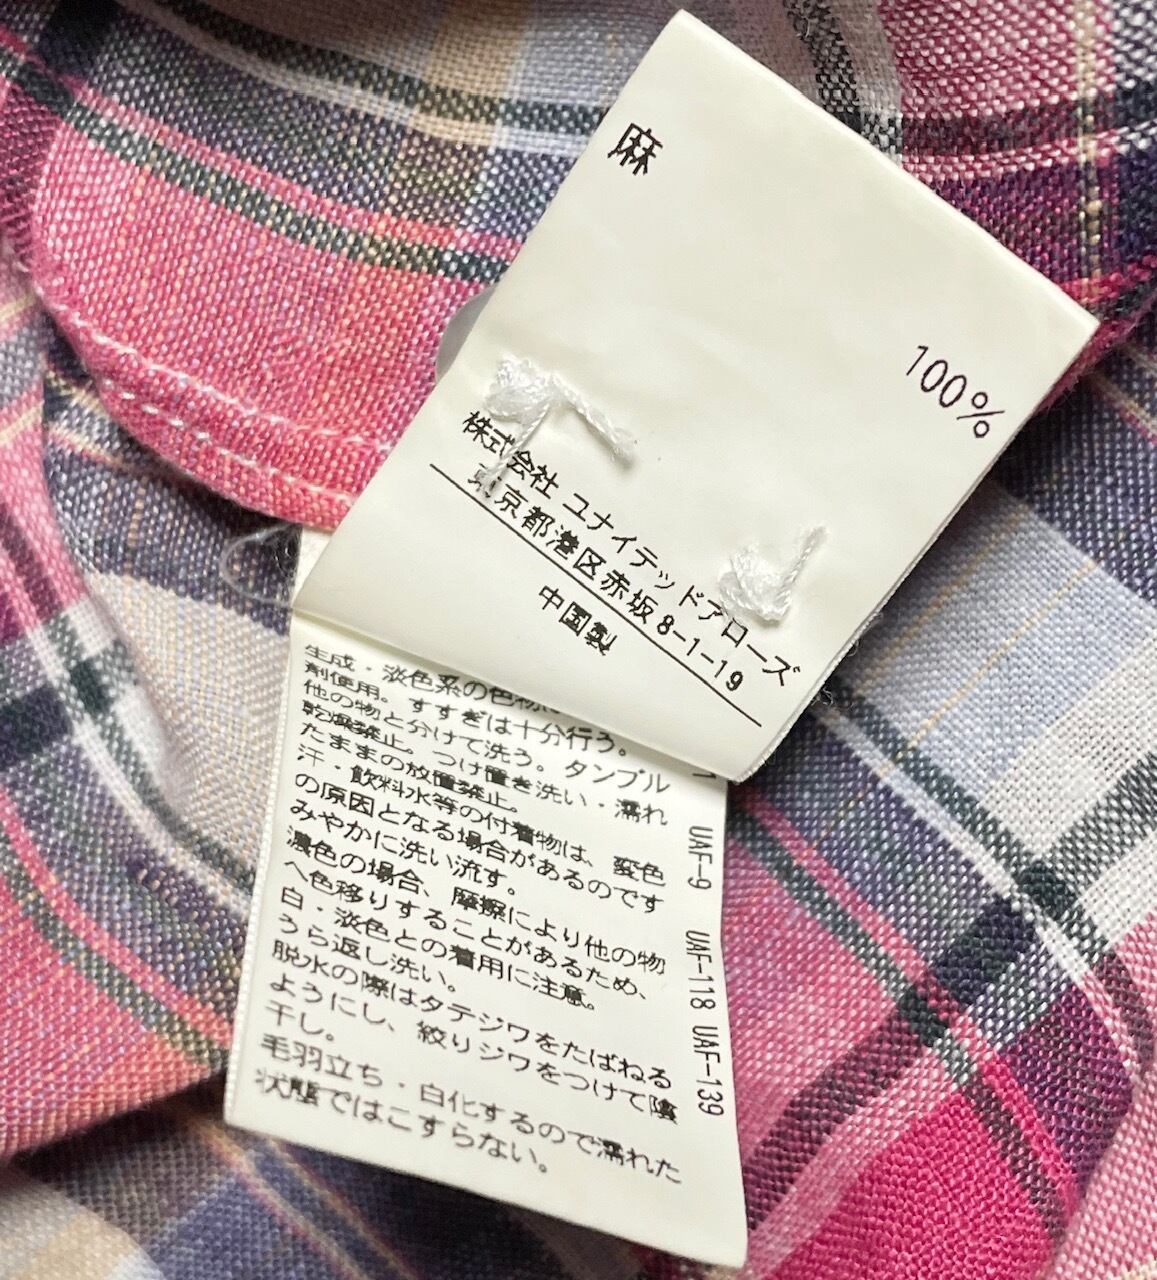 麻
100%
株式会社 ユナイテッドアローズ
東京都港区赤坂8-1-19
中国製
生成・淡色系の色物
剤使用。すすぎは十分行う。
他の物と分けて洗う。タンブル
乾燥禁止。つけ置き洗い・濡れ
たままの放置禁止。
汗・飲料水等の付着物は、変色
の原因となる場合があるのです
みやかに洗い流す。
濃色の場合、摩擦により他の物
へ色移りすることがあるため、
白・淡色との着用に注意。
うら返し洗い。
脱水の際はタテジワをたばねる
ようにし、絞りジワをつけて陰
干し。
毛羽立ち・白化するので濡れた
状態ではこすらない。
UAF-9 UAF-118 UAF-139